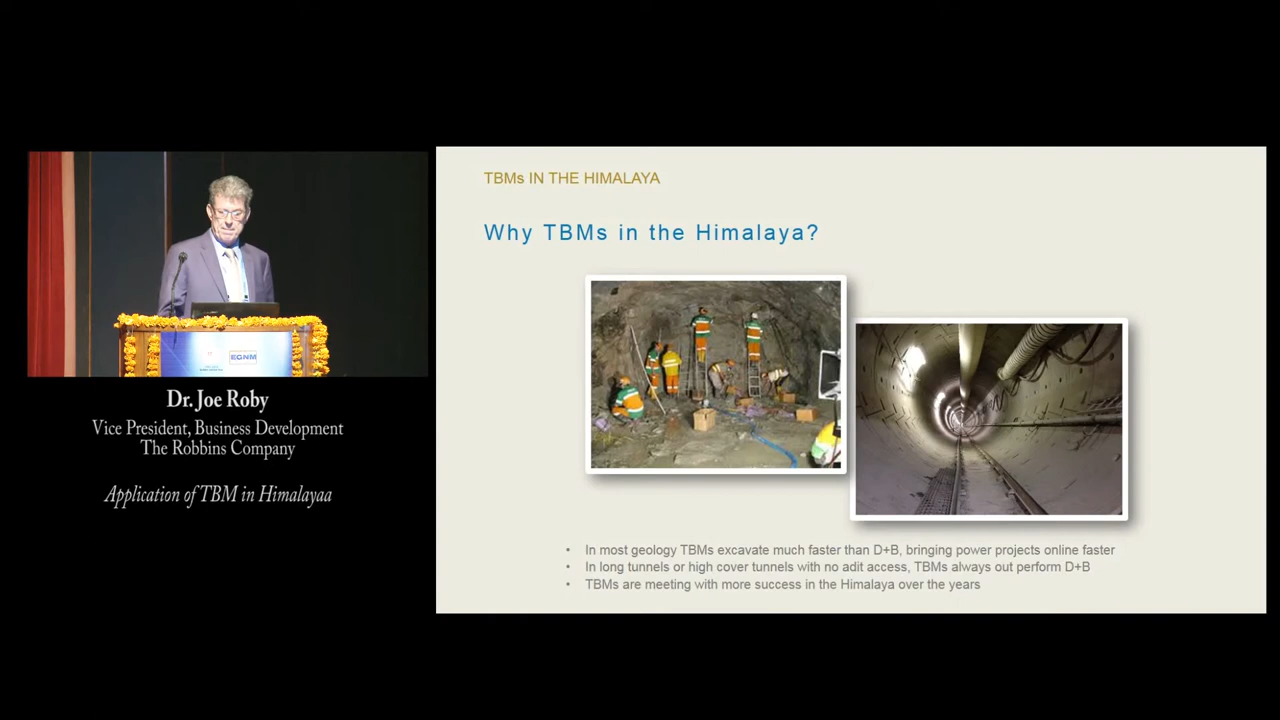 TBMs IN THE HIMALAYA
Why TBMs in the Himalaya?
• In most geology TBMs excavate much faster than D+B, bringing power projects online faster
• In long tunnels or high cover tunnels with no adit access, TBMs always out perform D+B
• TBMs are meeting with more success in the Himalaya over the years
Dr. Joe Roby
Vice President, Business Development
The Robbins Company
Application of TBM in Himalayaa